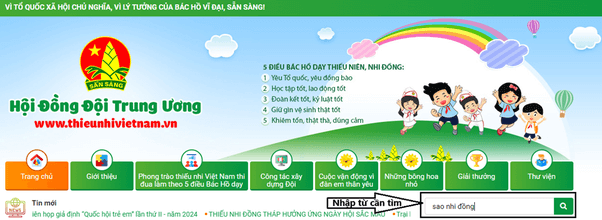 VÌ TỔ QUỐC XÃ HỘI CHỦ NGHĨA, VÌ LÝ TƯỞNG CỦA BÁC HỒ VĨ ĐẠI, SẴN SÀNG!
SẴN SÀNG
Hội Đồng Đội Trung Ương
www.thieunhivietnam.vn
5 ĐIỀU BÁC HỒ DẠY THIẾU NIÊN, NHI ĐỒNG:
1 Yêu Tổ quốc, yêu đồng bào
2 Học tập tốt, lao động tốt
3 Đoàn kết tốt, kỷ luật tốt
4 Giữ gìn vệ sinh thật tốt
5 Khiêm tốn, thật thà, dũng cảm
Trang chủ
Giới thiệu
Phong trào thiếu nhi Việt Nam thi
đua làm theo 5 điều Bác Hồ dạy
Công tác xây
dựng Đội
Cuộc vận động vì
đàn em thân yêu
Những bông hoa
nhỏ
Giải thưởng
Thư viện
Nhập từ cần tìm
Tin mới
iên họp giả định "Quốc hội trẻ em" lần thứ II - năm 2024
THIẾU NHI ĐỒNG THÁP HƯỞNG ỨNG NGÀY HỘI SẮC MÀU
Trại
sao nhi đồng